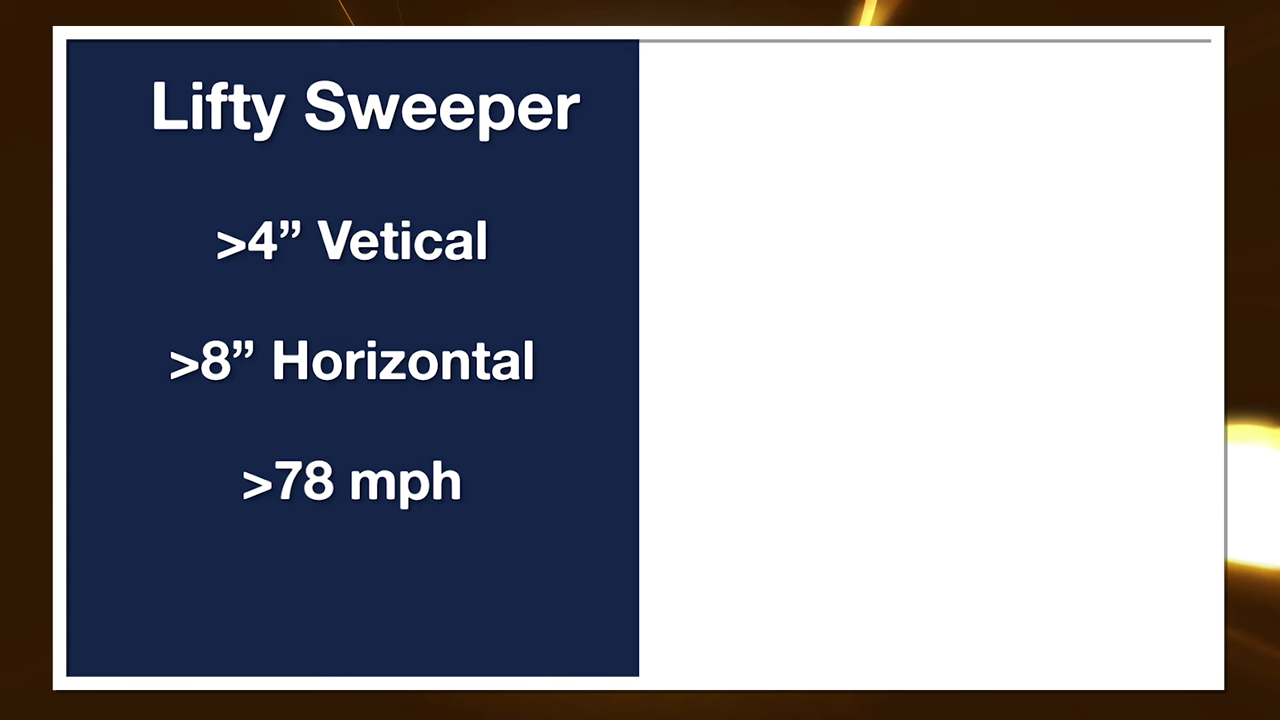 Lifty Sweeper
>4” Vetical
>8” Horizontal
>78 mph